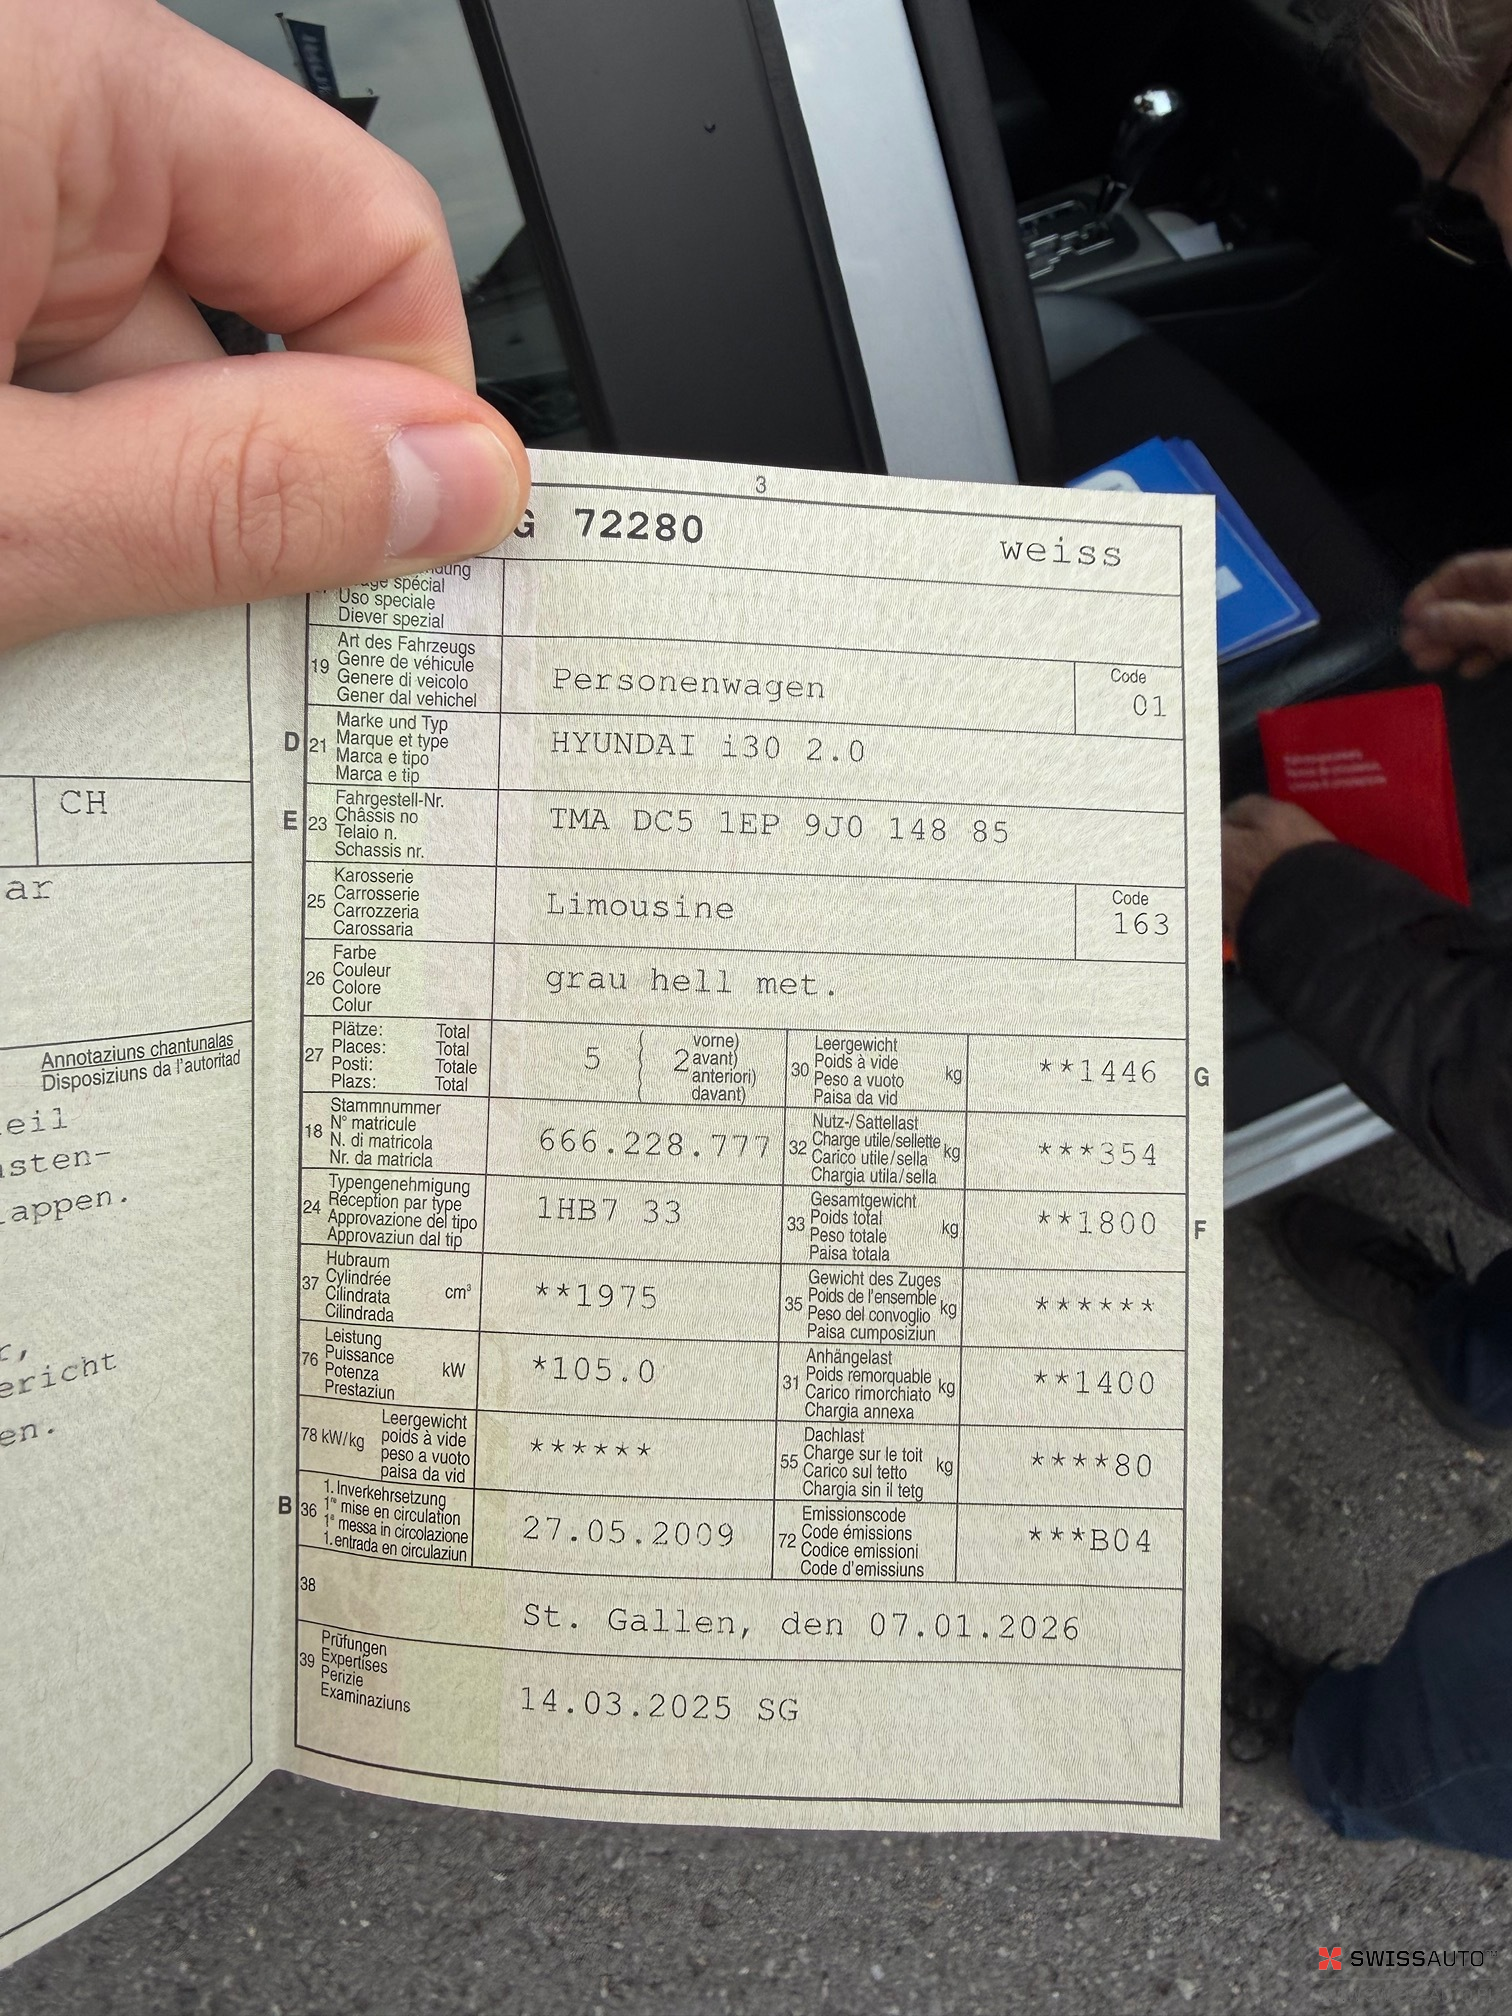 3
G 72280 weiss
spécial
Uso speciale
Diever spezial
19 Art des Fahrzeugs
Genre de véhicule
Genere di veicolo
Gener dal vehichel
Personenwagen
Code
01
D 21 Marke und Typ
Marque et type
Marca e tipo
Marca e tip
HYUNDAI i30 2.0
E 23 Fahrgestell-Nr.
Châssis no
Telaio n.
Schassis nr.
TMA DC5 1EP 9J0 148 85
25 Karosserie
Carrosserie
Carrozzeria
Carossaria
Limousine
Code
163
26 Farbe
Couleur
Colore
Colur
grau hell met.
27 Plätze: Total
Places: Total
Posti: Totale
Plazs: Total
5 ( 2 vorne)
avant)
anteriori)
davant)
30 Leergewicht
Poids à vide
Peso a vuoto
Paisa da vid
kg
**1446 G
18 Stammnummer
N° matricule
N. di matricola
Nr. da matricla
666.228.777
32 Nutz-/Sattellast
Charge utile/sellette
Carico utile/sella
Chargia utila/sella
kg
***354
24 Typengenehmigung
Réception par type
Approvazione del tipo
Approvaziun dal tip
1HB7 33
33 Gesamtgewicht
Poids total
Peso totale
Paisa totala
kg
**1800 F
37 Hubraum
Cylindrée
Cilindrata
Cilindrada
cm³
**1975
35 Gewicht des Zuges
Poids de l'ensemble
Peso del convoglio
Paisa cumposiziun
kg
******
76 Leistung
Puissance
Potenza
Prestaziun
kW
*105.0
31 Anhängelast
Poids remorquable
Carico rimorchiato
Chargia annexa
kg
**1400
78 kW/kg Leergewicht
poids à vide
peso a vuoto
paisa da vid
******
55 Dachlast
Charge sur le toit
Carico sul tetto
Chargia sin il tetg
kg
****80
B 36 1. Inverkehrsetzung
1re mise en circulation
1a messa in circolazione
1. entrada en circulaziun
27.05.2009
72 Emissionscode
Code émissions
Codice emissioni
Code d'emissiuns
***B04
38
St. Gallen, den 07.01.2026
39 Prüfungen
Expertises
Perizie
Examinaziuns
14.03.2025 SG
CH
ar
Annotaziuns chantunalas
Disposiziuns da l'autoritad
eil
sten-
appen.
r,
ericht
en.
SWISSAUTO